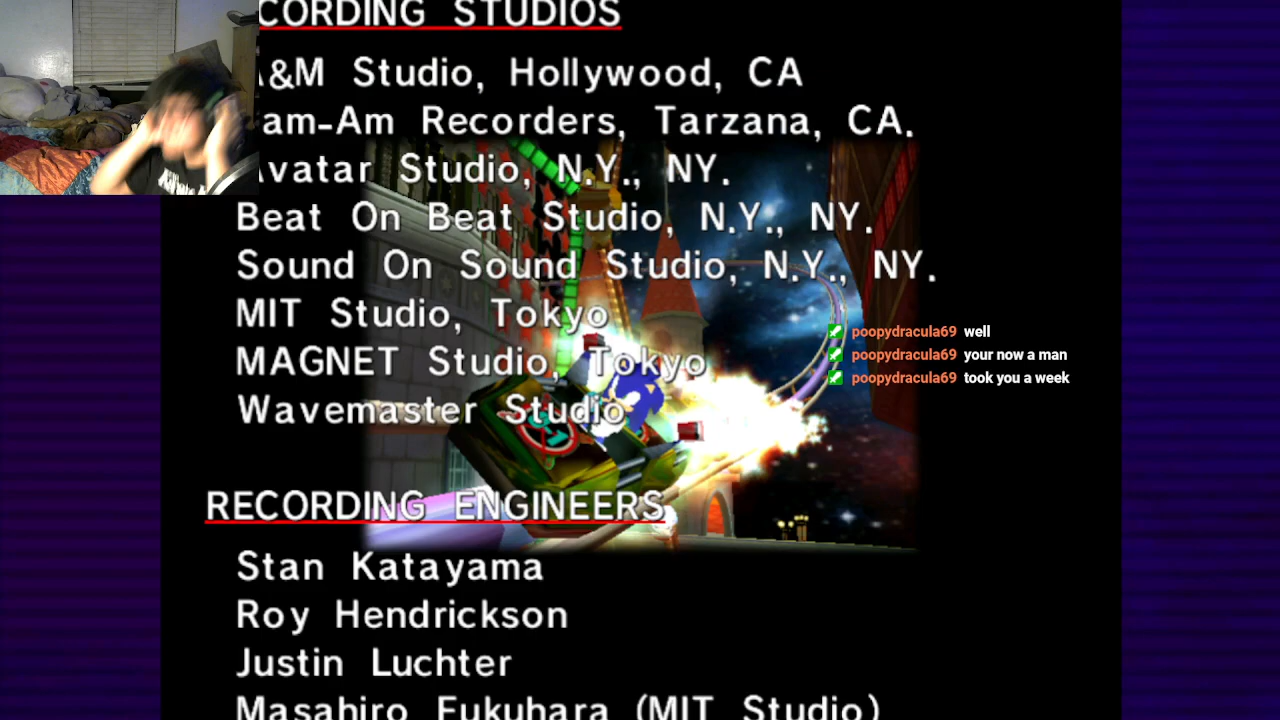 CORDING STUDIOS
&M Studio, Hollywood, CA
am-Am Recorders, Tarzana, CA.
vatar Studio, N.Y., NY.
Beat On Beat Studio, N.Y., NY.
Sound On Sound Studio, N.Y., NY.
MIT Studio, Tokyo
MAGNET Studio, Tokyo
Wavemaster Studio
RECORDING ENGINEERS
Stan Katayama
Roy Hendrickson
Justin Luchter
Masahiro Fukuhara (MIT Studio)
poopydracula69 well
poopydracula69 your now a man
poopydracula69 took you a week